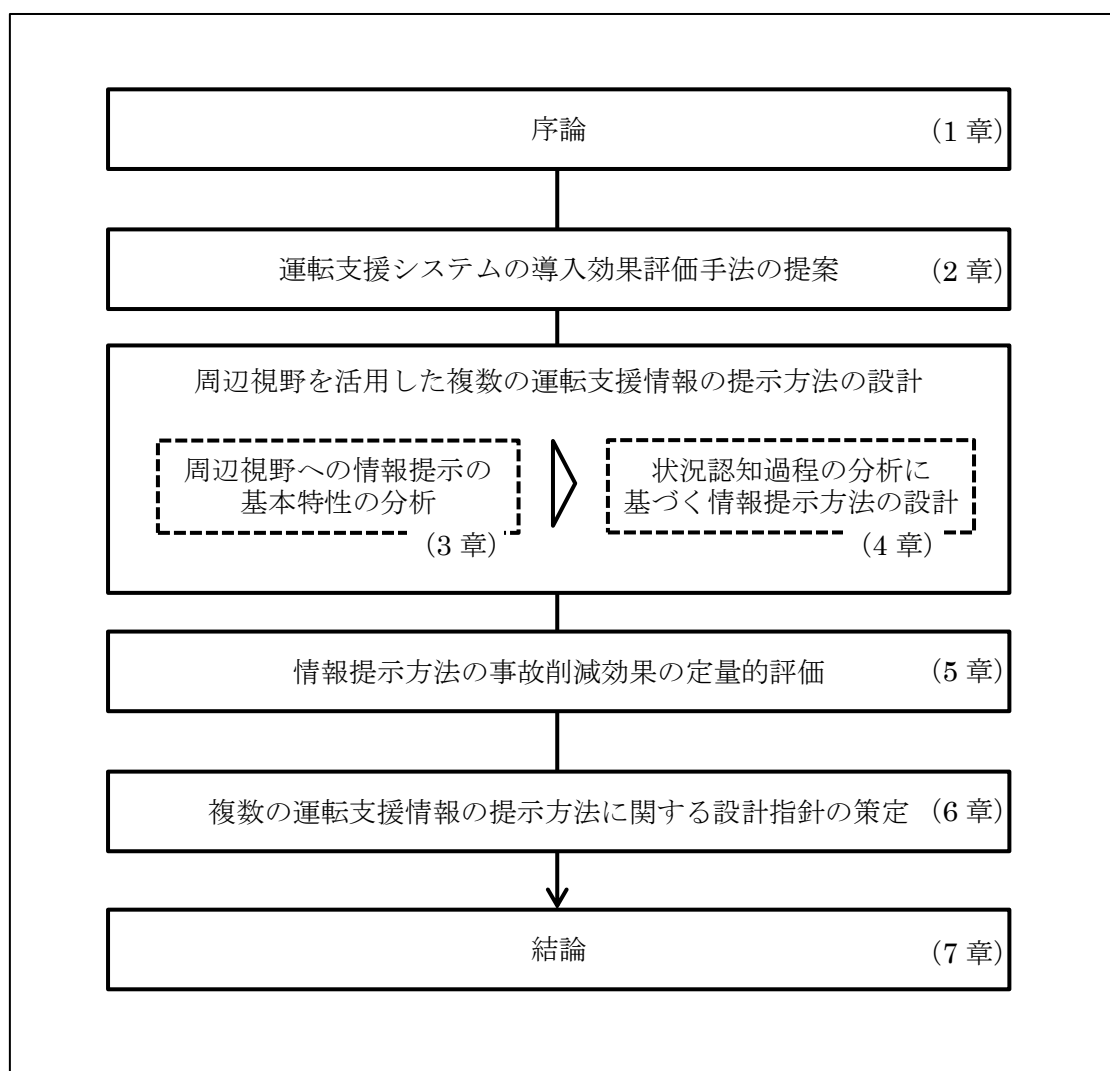 序論 (1 章)
運転支援システムの導入効果評価手法の提案 (2 章)
周辺視野を活用した複数の運転支援情報の提示方法の設計
周辺視野への情報提示の
基本特性の分析
(3 章)
状況認知過程の分析に
基づく情報提示方法の設計
(4 章)
情報提示方法の事故削減効果の定量的評価 (5 章)
複数の運転支援情報の提示方法に関する設計指針の策定 (6 章)
結論 (7 章)